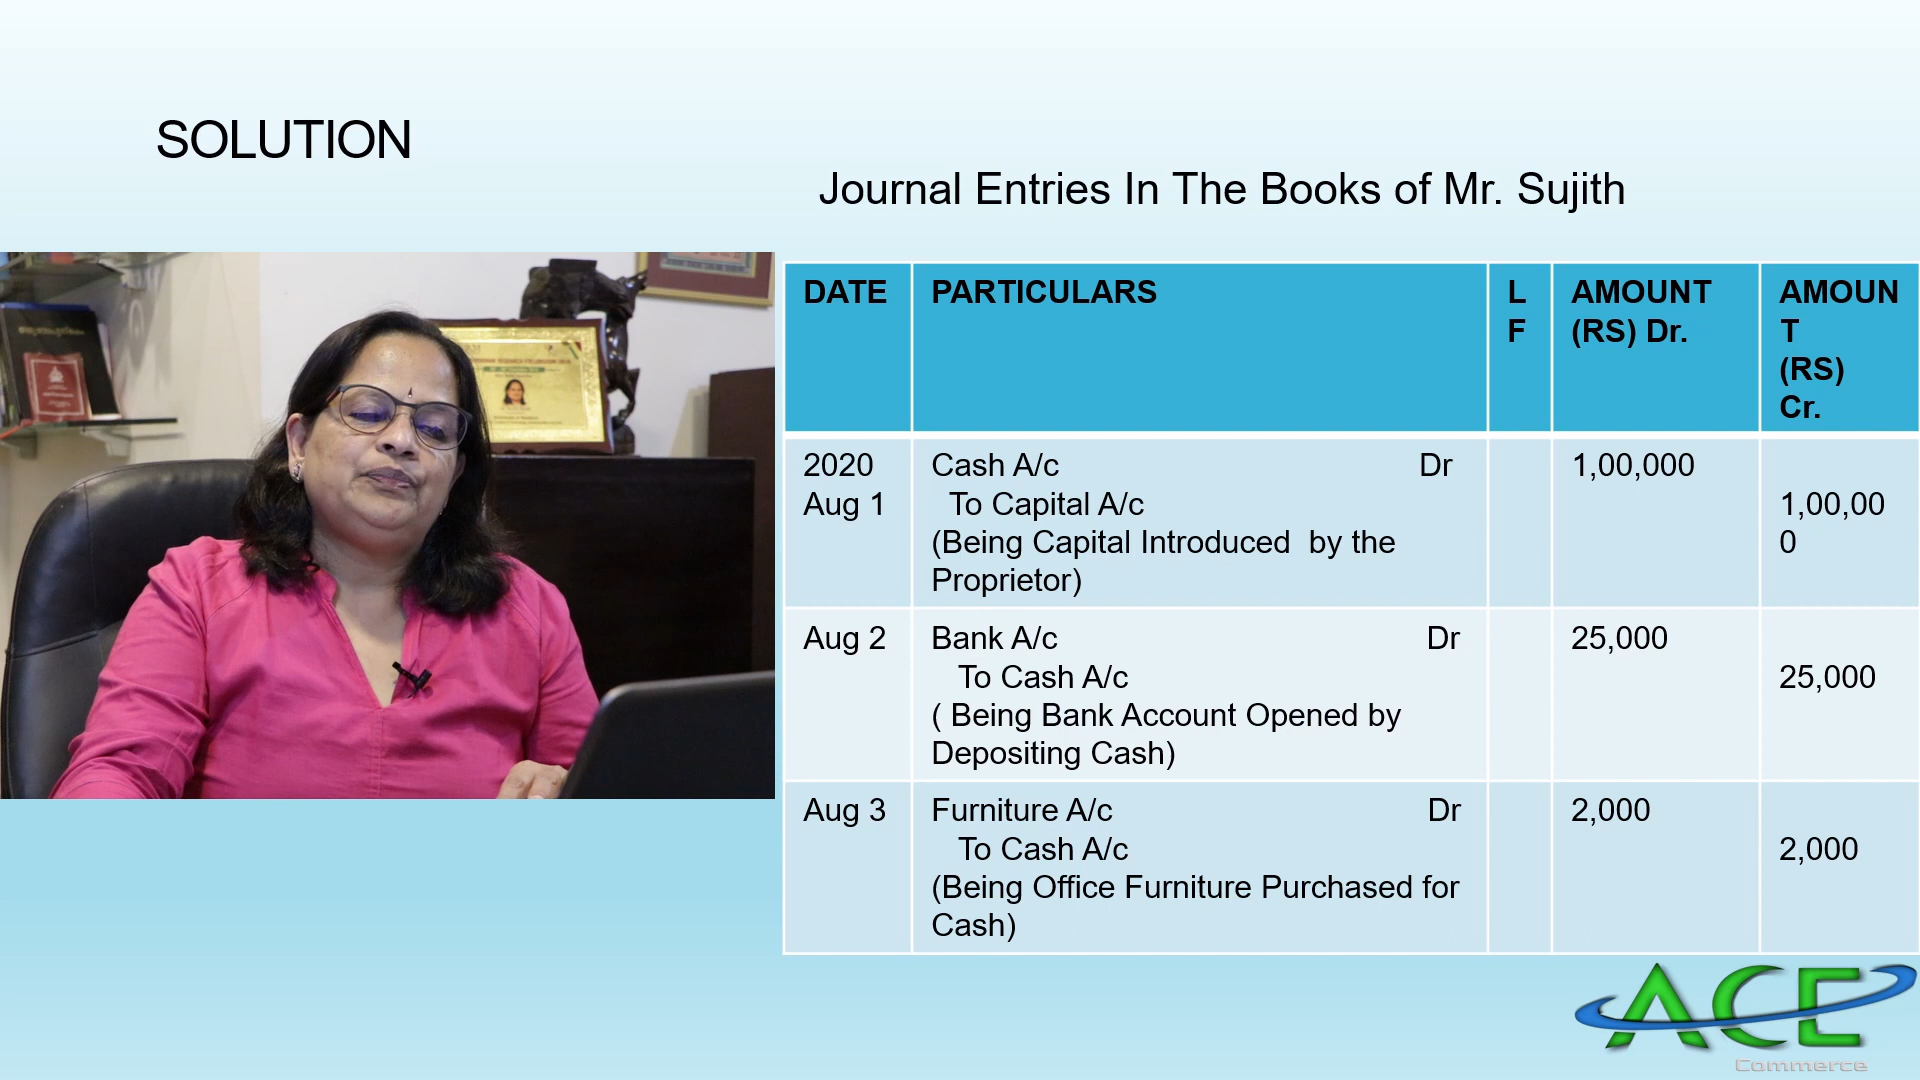 SOLUTION
Journal Entries In The Books of Mr. Sujith
DATE
PARTICULARS
L
F
AMOUNT
(RS) Dr.
AMOUN
T
(RS)
Cr.
2020
Aug 1
Cash A/c Dr
To Capital A/c
(Being Capital Introduced by the
Proprietor)
1,00,000
1,00,00
0
Aug 2
Bank A/c Dr
To Cash A/c
( Being Bank Account Opened by
Depositing Cash)
25,000
25,000
Aug 3
Furniture A/c Dr
To Cash A/c
(Being Office Furniture Purchased for
Cash)
2,000
2,000
ACE
Commerce